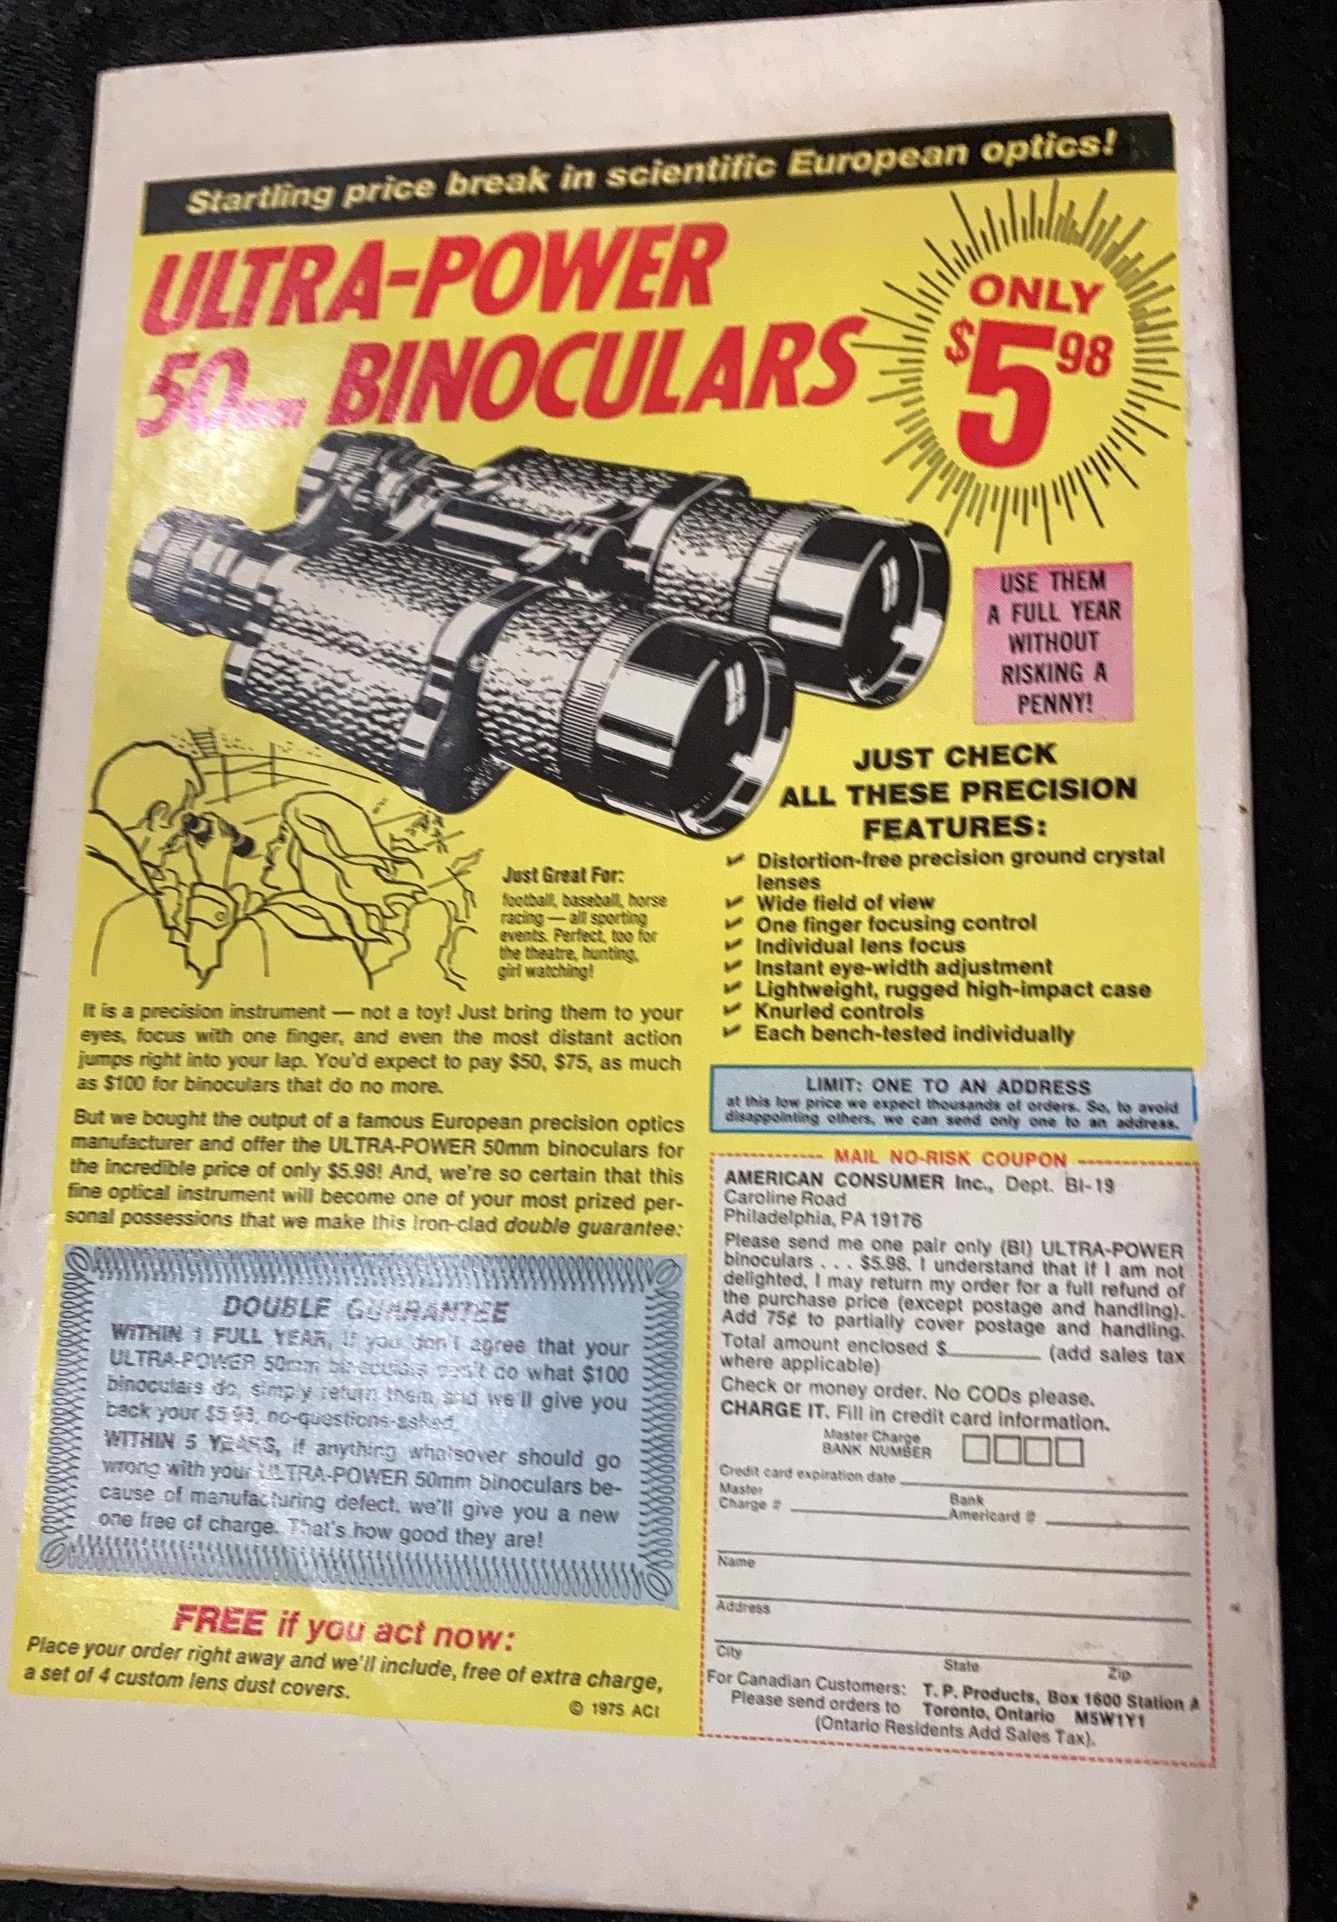 Startling price break in scientific European optics!
ULTRA-POWER
50mm BINOCULARS
ONLY
$5 98
USE THEM
A FULL YEAR
WITHOUT
RISKING A
PENNY!
JUST CHECK
ALL THESE PRECISION
FEATURES:
✔ Distortion-free precision ground crystal
lenses
✔ Wide field of view
✔ One finger focusing control
✔ Individual lens focus
✔ Instant eye-width adjustment
✔ Lightweight, rugged high-impact case
✔ Knurled controls
✔ Each bench-tested individually
Just Great For:
football, baseball, horse
racing — all sporting
events. Perfect, too for
the theatre, hunting,
girl watching!
It is a precision instrument — not a toy! Just bring them to your
eyes, focus with one finger, and even the most distant action
jumps right into your lap. You'd expect to pay $50, $75, as much
as $100 for binoculars that do no more.
But we bought the output of a famous European precision optics
manufacturer and offer the ULTRA-POWER 50mm binoculars for
the incredible price of only $5.98! And, we're so certain that this
fine optical instrument will become one of your most prized per-
sonal possessions that we make this iron-clad double guarantee:
DOUBLE GUARANTEE
WITHIN 1 FULL YEAR, if you don't agree that your
ULTRA-POWER 50mm binoculars don't do what $100
binoculars do, simply return them and we'll give you
back your $5.98, no-questions-asked.
WITHIN 5 YEARS, if anything whatsover should go
wrong with your ULTRA-POWER 50mm binoculars be-
cause of manufacturing defect, we'll give you a new
one free of charge. That's how good they are!
FREE if you act now:
Place your order right away and we'll include, free of extra charge,
a set of 4 custom lens dust covers.
© 1975 ACI
LIMIT: ONE TO AN ADDRESS
at this low price we expect thousands of orders. So, to avoid
disappointing others, we can send only one to an address.
MAIL NO-RISK COUPON
AMERICAN CONSUMER Inc., Dept. BI-19
Caroline Road
Philadelphia, PA 19176
Please send me one pair only (BI) ULTRA-POWER
binoculars . . . $5.98. I understand that if I am not
delighted, I may return my order for a full refund of
the purchase price (except postage and handling).
Add 75¢ to partially cover postage and handling.
Total amount enclosed $________ (add sales tax
where applicable)
Check or money order. No CODs please.
CHARGE IT. Fill in credit card information.
Master Charge
BANK NUMBER
Credit card expiration date
Master
Charge #
Bank
Americard #
Name
Address
City State Zip
For Canadian Customers: T. P. Products, Box 1600 Station A
Please send orders to Toronto, Ontario M5W1Y1
(Ontario Residents Add Sales Tax).